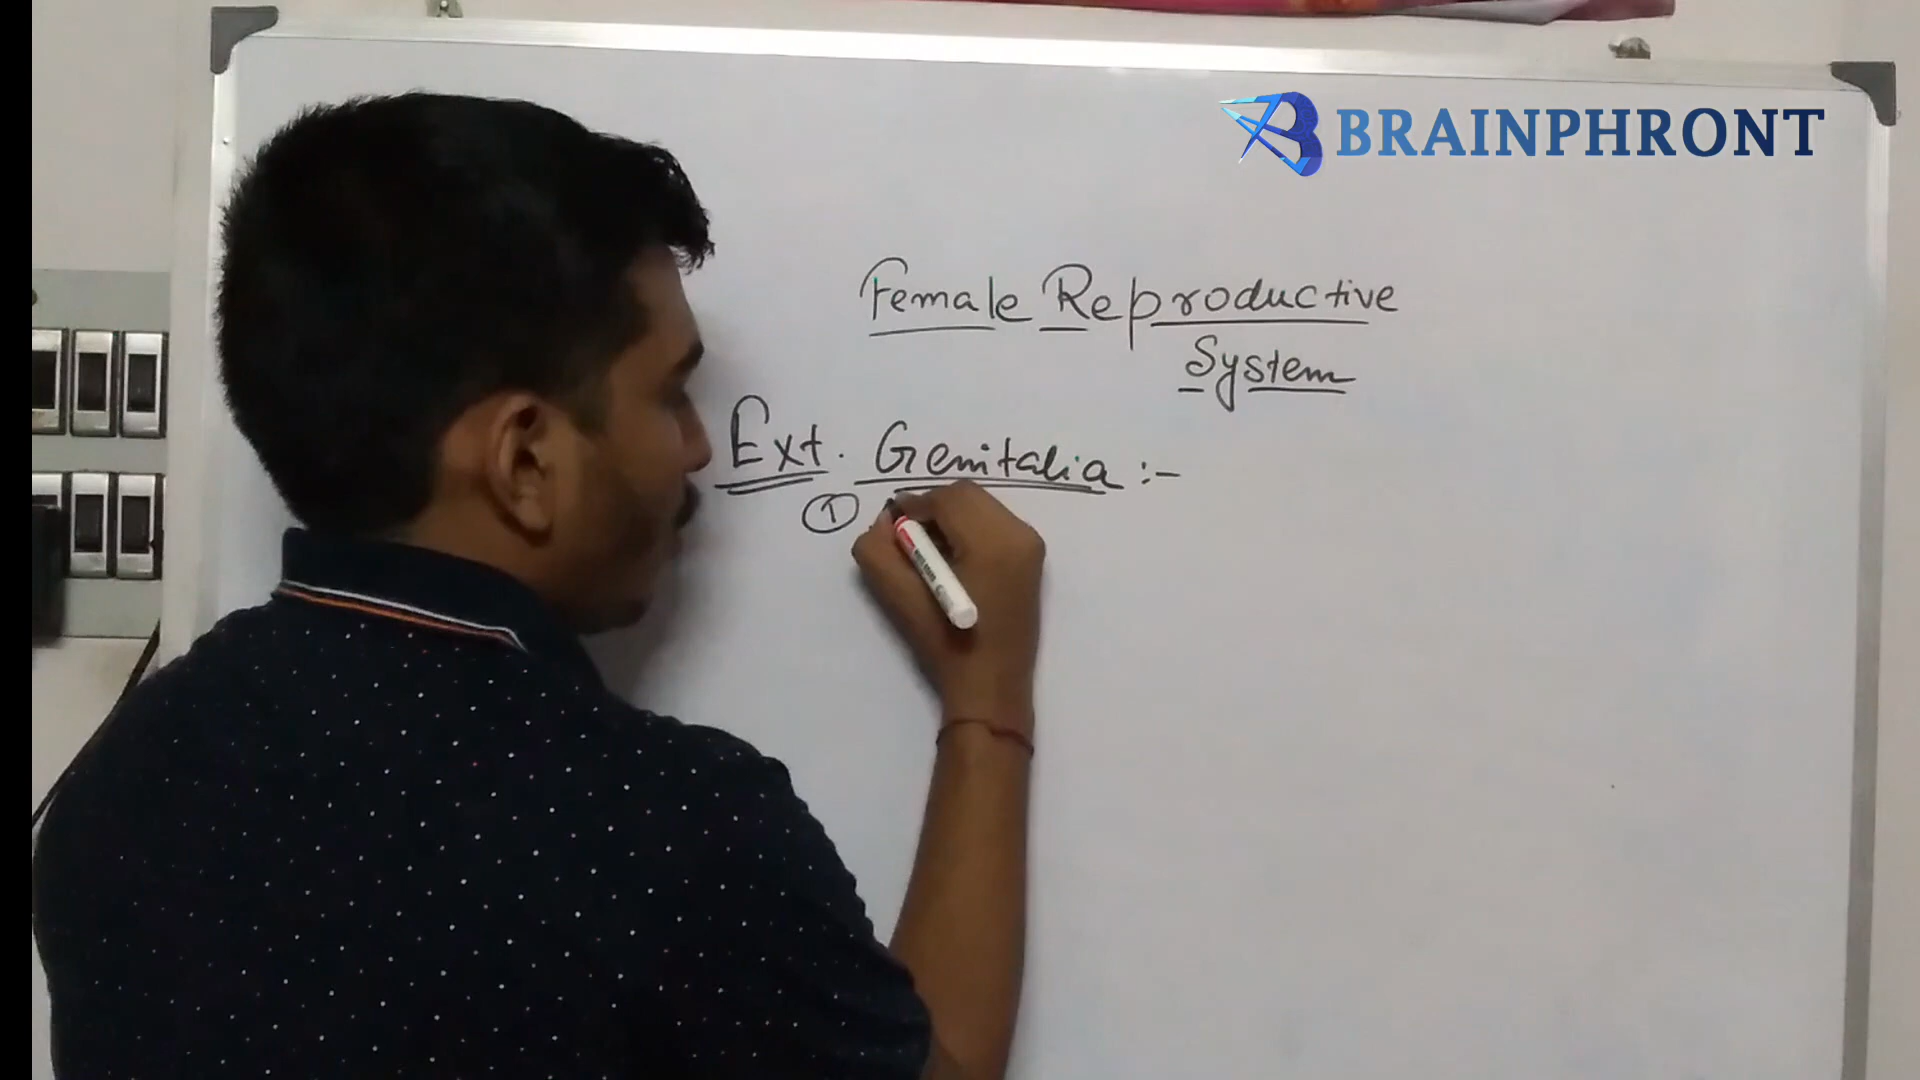 BRAINPHRONT
Female Reproductive
System
Ext. Genitalia :-
①